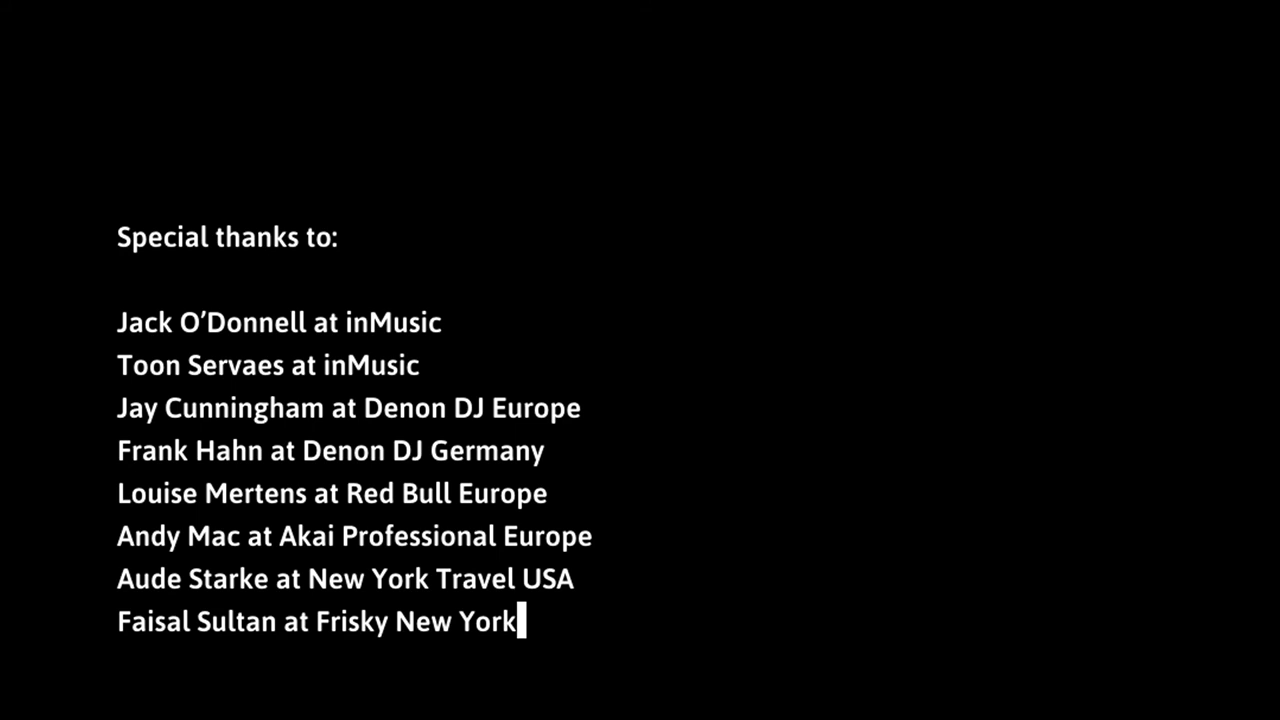 Special thanks to:
Jack O’Donnell at inMusic
Toon Servaes at inMusic
Jay Cunningham at Denon DJ Europe
Frank Hahn at Denon DJ Germany
Louise Mertens at Red Bull Europe
Andy Mac at Akai Professional Europe
Aude Starke at New York Travel USA
Faisal Sultan at Frisky New York